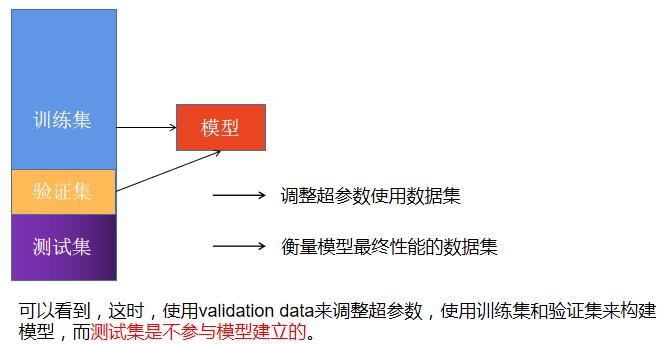 训练集
模型
验证集
调整超参数使用数据集
测试集
衡量模型最终性能的数据集
可以看到，这时，使用validation data来调整超参数，使用训练集和验证集来构建
模型，而测试集是不参与模型建立的。